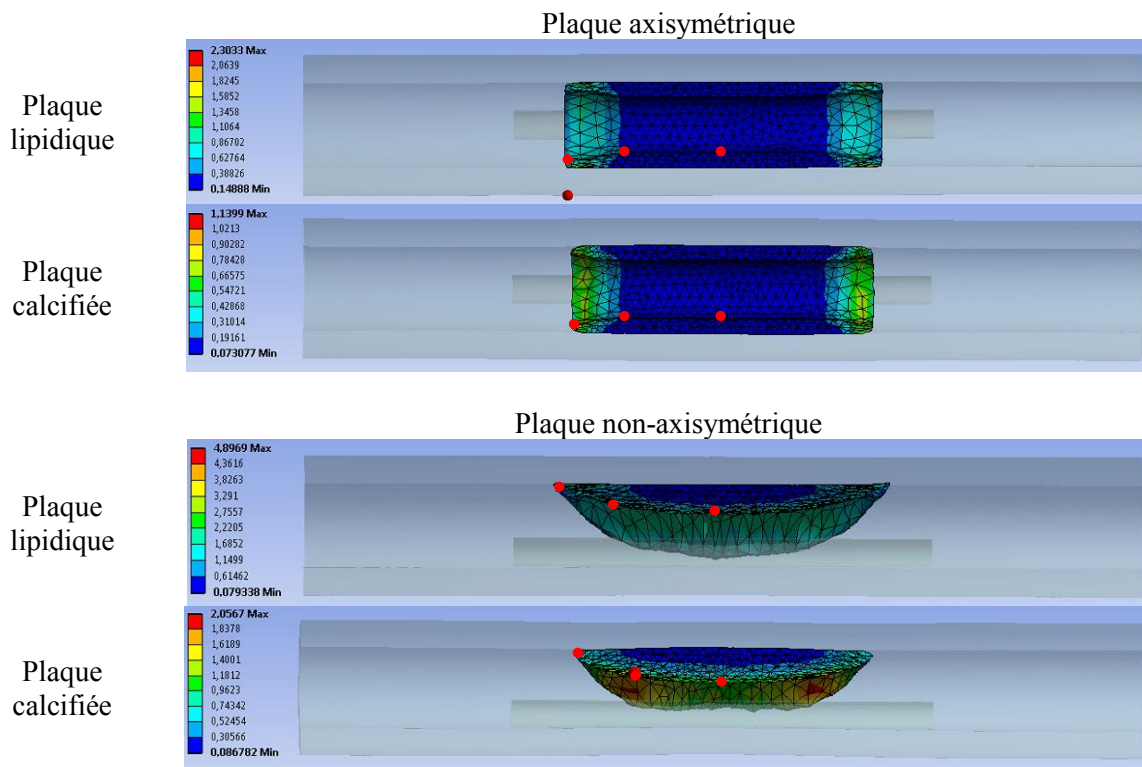 Plaque axisymétrique
Plaque
lipidique
2,3033 Max
2,0639
1,8245
1,5852
1,3458
1,1064
0,86702
0,62764
0,38826
0,14888 Min
Plaque
calcifiée
1,1399 Max
1,0213
0,90282
0,78428
0,66575
0,54721
0,42868
0,31014
0,19161
0,073077 Min
Plaque non-axisymétrique
Plaque
lipidique
4,8969 Max
4,3616
3,8263
3,291
2,7557
2,2205
1,6852
1,1499
0,61462
0,079338 Min
Plaque
calcifiée
2,0567 Max
1,8378
1,6189
1,4001
1,1812
0,9623
0,74342
0,52454
0,30566
0,086782 Min